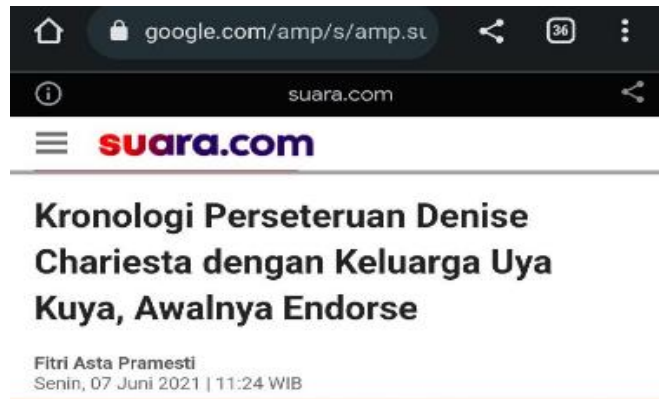 google.com/amp/s/amp.su
36
suara.com
suara.com
Kronologi Perseteruan Denise
Chariesta dengan Keluarga Uya
Kuya, Awalnya Endorse
Fitri Asta Pramesti
Senin, 07 Juni 2021 | 11:24 WIB